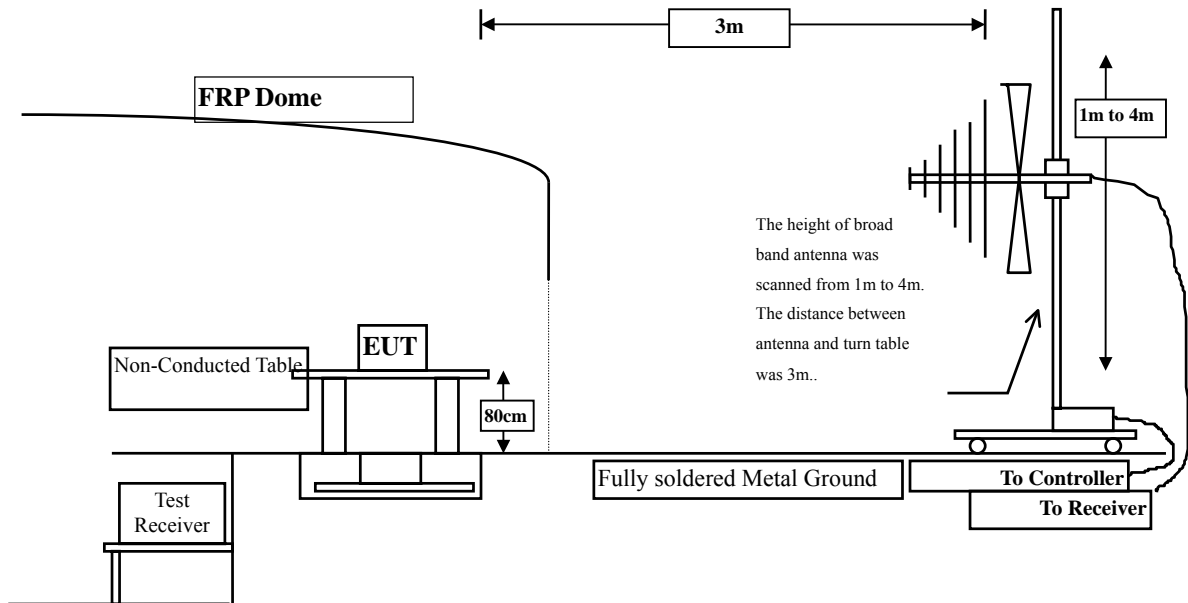 3m
FRP Dome
1m to 4m
The height of broad
band antenna was
scanned from 1m to 4m.
The distance between
antenna and turn table
was 3m..
EUT
Non-Conducted Table
80cm
Fully soldered Metal Ground
To Controller
To Receiver
Test
Receiver